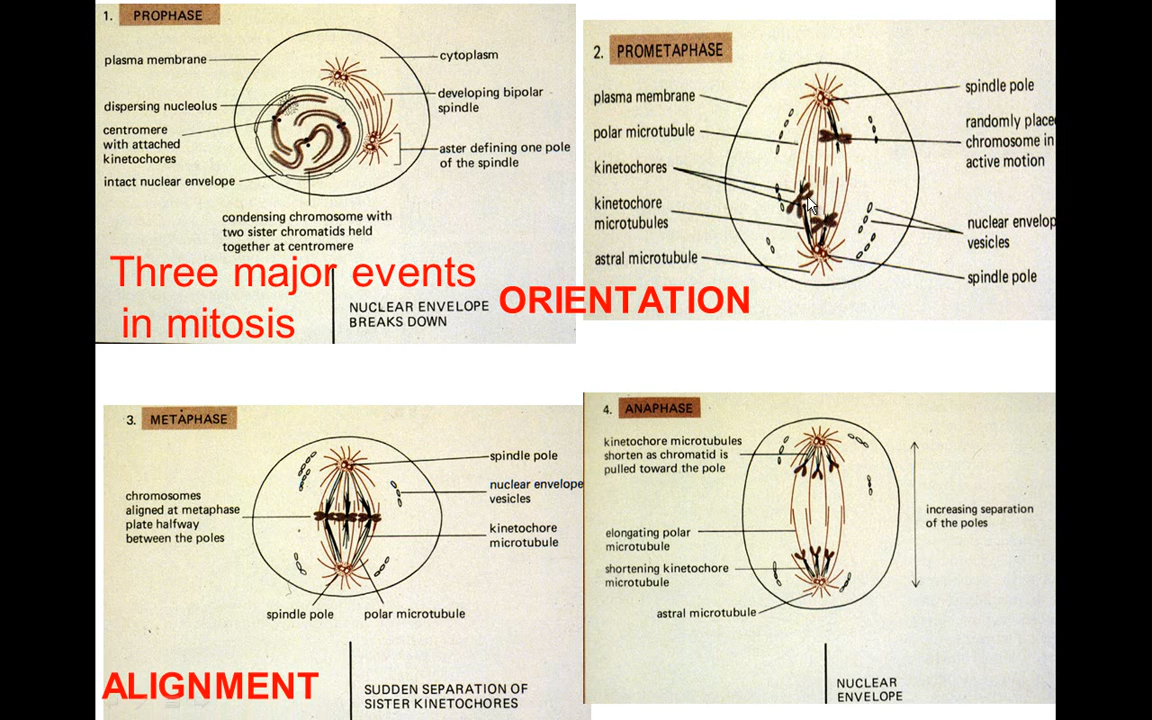 1. PROPHASE
plasma membrane
cytoplasm
dispersing nucleolus
developing bipolar
spindle
centromere
with attached
kinetochores
aster defining one pole
of the spindle
intact nuclear envelope
condensing chromosome with
two sister chromatids held
together at centromere
Three major events
in mitosis
NUCLEAR ENVELOPE
BREAKS DOWN
2. PROMETAPHASE
plasma membrane
spindle pole
polar microtubule
randomly place
chromosome in
active motion
kinetochores
kinetochore
microtubules
nuclear envelop
vesicles
astral microtubule
spindle pole
ORIENTATION
3. METAPHASE
spindle pole
nuclear envelope
vesicles
chromosomes
aligned at metaphase
plate halfway
between the poles
kinetochore
microtubule
spindle pole
polar microtubule
ALIGNMENT
SUDDEN SEPARATION OF
SISTER KINETOCHORES
4. ANAPHASE
kinetochore microtubules
shorten as chromatid is
pulled toward the pole
increasing separation
of the poles
elongating polar
microtubule
shortening kinetochore
microtubule
astral microtubule
NUCLEAR
ENVELOPE